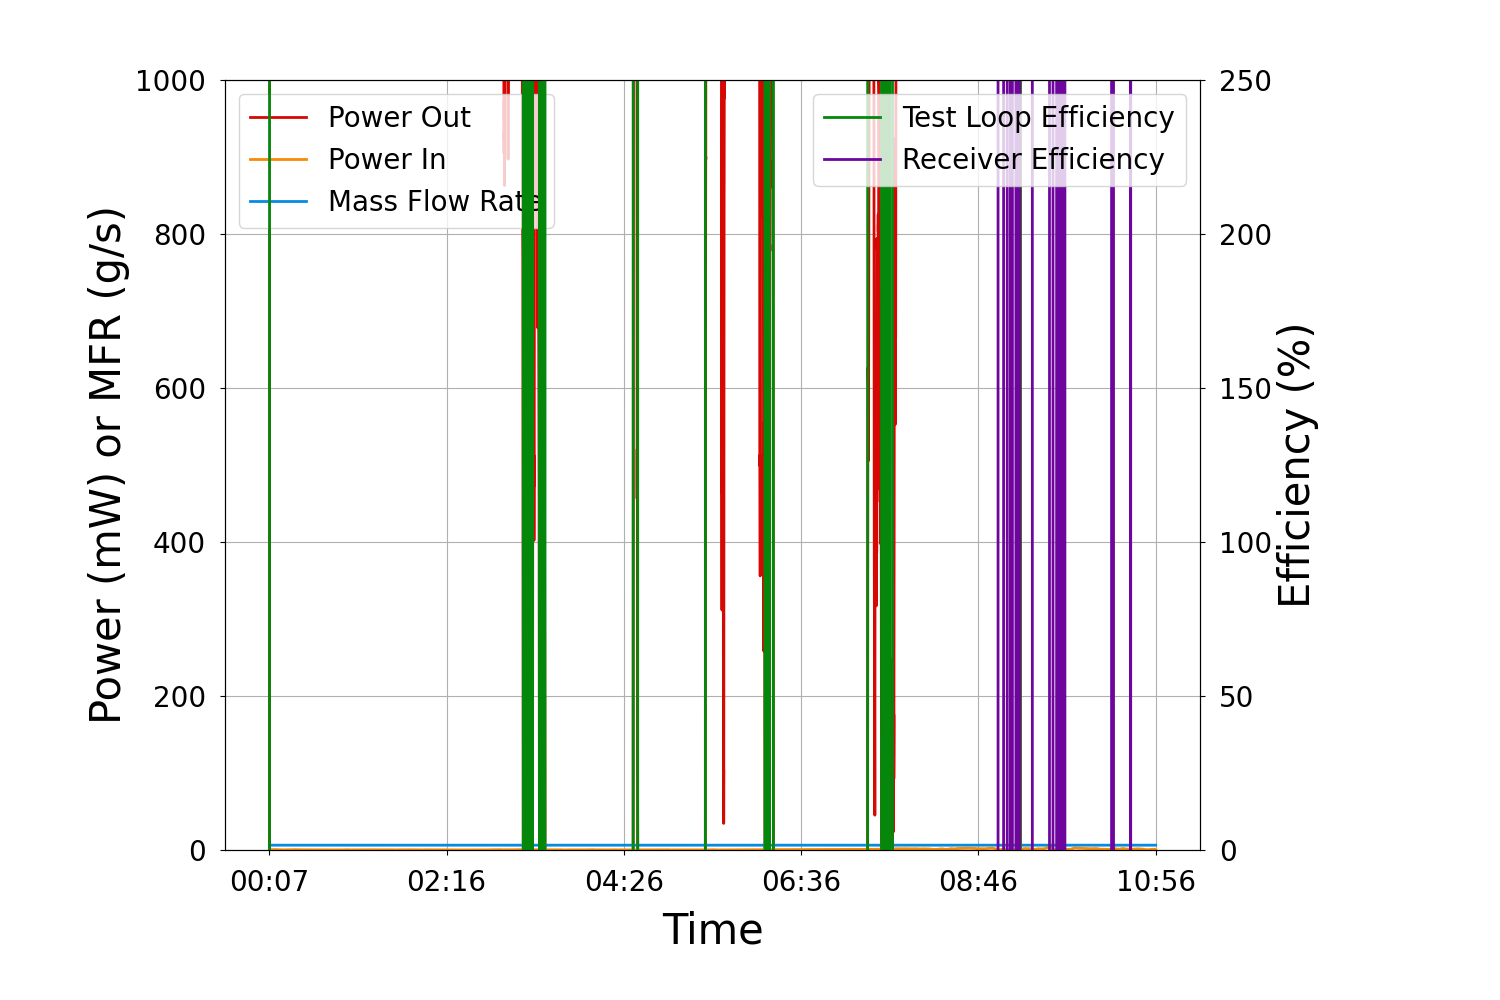 1000
800
600
400
200
0
Power (mW) or MFR (g/s)
Power Out
Power In
Mass Flow Rate
Test Loop Efficiency
Receiver Efficiency
250
200
150
100
50
0
Efficiency (%)
00:07 02:16 04:26 06:36 08:46 10:56
Time